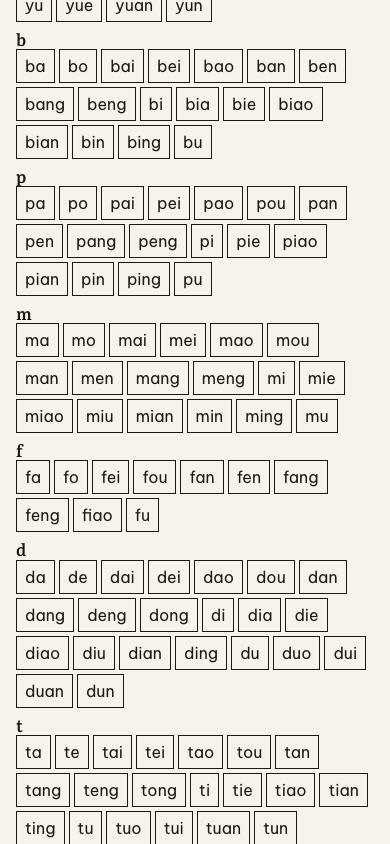 yu yue yuan yun
b
ba bo bai bei bao ban ben
bang beng bi bia bie biao
bian bin bing bu
p
pa po pai pei pao pou pan
pen pang peng pi pie piao
pian pin ping pu
m
ma mo mai mei mao mou
man men mang meng mi mie
miao miu mian min ming mu
f
fa fo fei fou fan fen fang
feng fiao fu
d
da de dai dei dao dou dan
dang deng dong di dia die
diao diu dian ding du duo dui
duan dun
t
ta te tai tei tao tou tan
tang teng tong ti tie tiao tian
ting tu tuo tui tuan tun